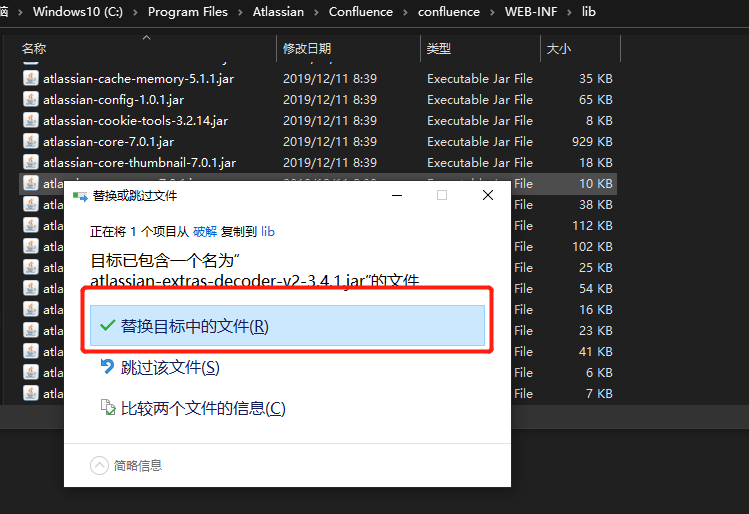 脑 > Windows10 (C:) > Program Files > Atlassian > Confluence > confluence > WEB-INF > lib
名称 修改日期 类型 大小
atlassian-cache-memory-5.1.1.jar 2019/12/11 8:39 Executable Jar File 35 KB
atlassian-config-1.0.1.jar 2019/12/11 8:39 Executable Jar File 65 KB
atlassian-cookie-tools-3.2.14.jar 2019/12/11 8:39 Executable Jar File 8 KB
atlassian-core-7.0.1.jar 2019/12/11 8:39 Executable Jar File 929 KB
atlassian-core-thumbnail-7.0.1.jar 2019/12/11 8:39 Executable Jar File 18 KB
atla File 10 KB
atla File 38 KB
atla File 112 KB
atla File 102 KB
atla File 25 KB
atla File 54 KB
atla File 16 KB
atla File 23 KB
atla File 41 KB
atla File 6 KB
atla File 7 KB
替换或跳过文件
正在将 1 个项目从 破解 复制到 lib
目标已包含一个名为“
atlassian-extras-decoder-v2-3.4.1.jar”的文件
替换目标中的文件(R)
跳过该文件(S)
比较两个文件的信息(C)
简略信息